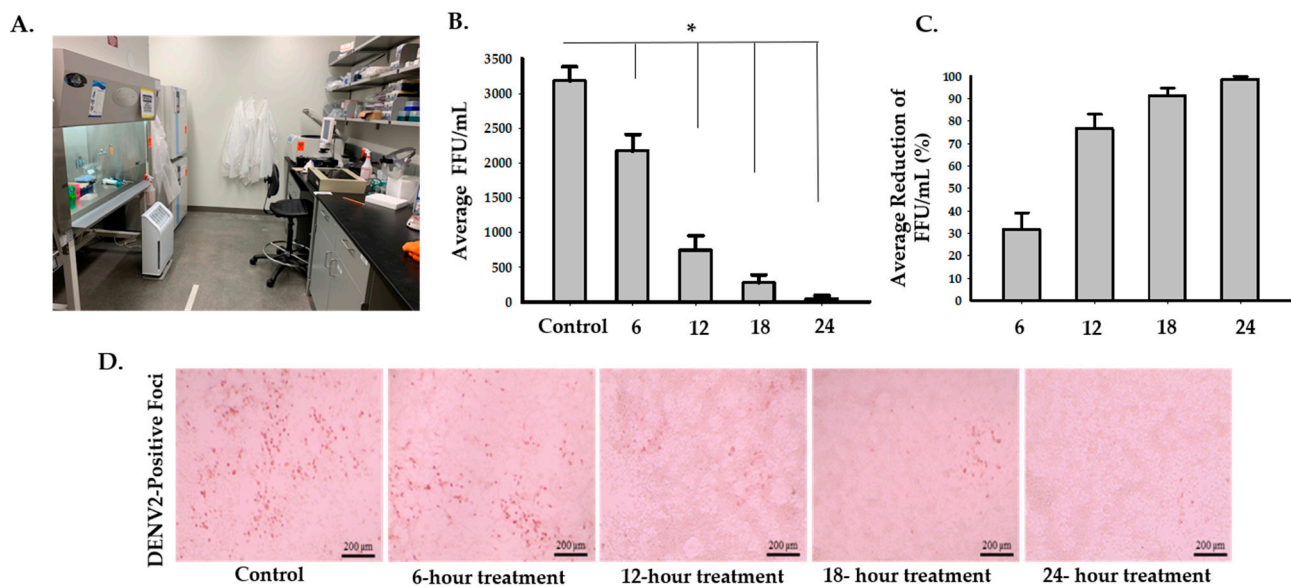 A.
B.
*
Average FFU/mL
3500
3000
2500
2000
1500
1000
500
0
Control 6 12 18 24
C.
Average Reduction of
FFU/mL (%)
100
90
80
70
60
50
40
30
20
10
0
6 12 18 24
D.
DENV2-Positive Foci
200 µm
200 µm
200 µm
200 µm
200 µm
Control
6-hour treatment
12-hour treatment
18- hour treatment
24- hour treatment